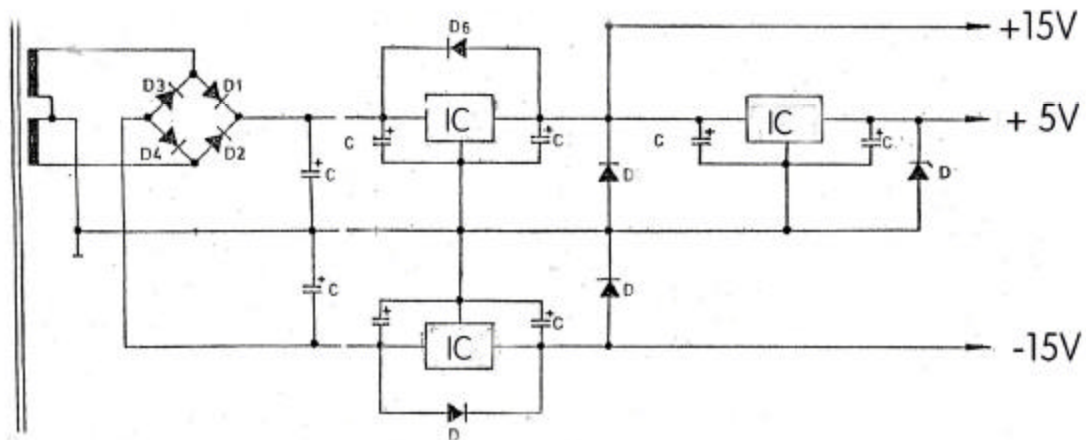 D6
+15V
D3
D1
IC
IC
+ 5V
C
+
+
C
C
+
+
C
D4
D2
+
C
D
D
+
C
D
+
+
C
IC
-15V
D